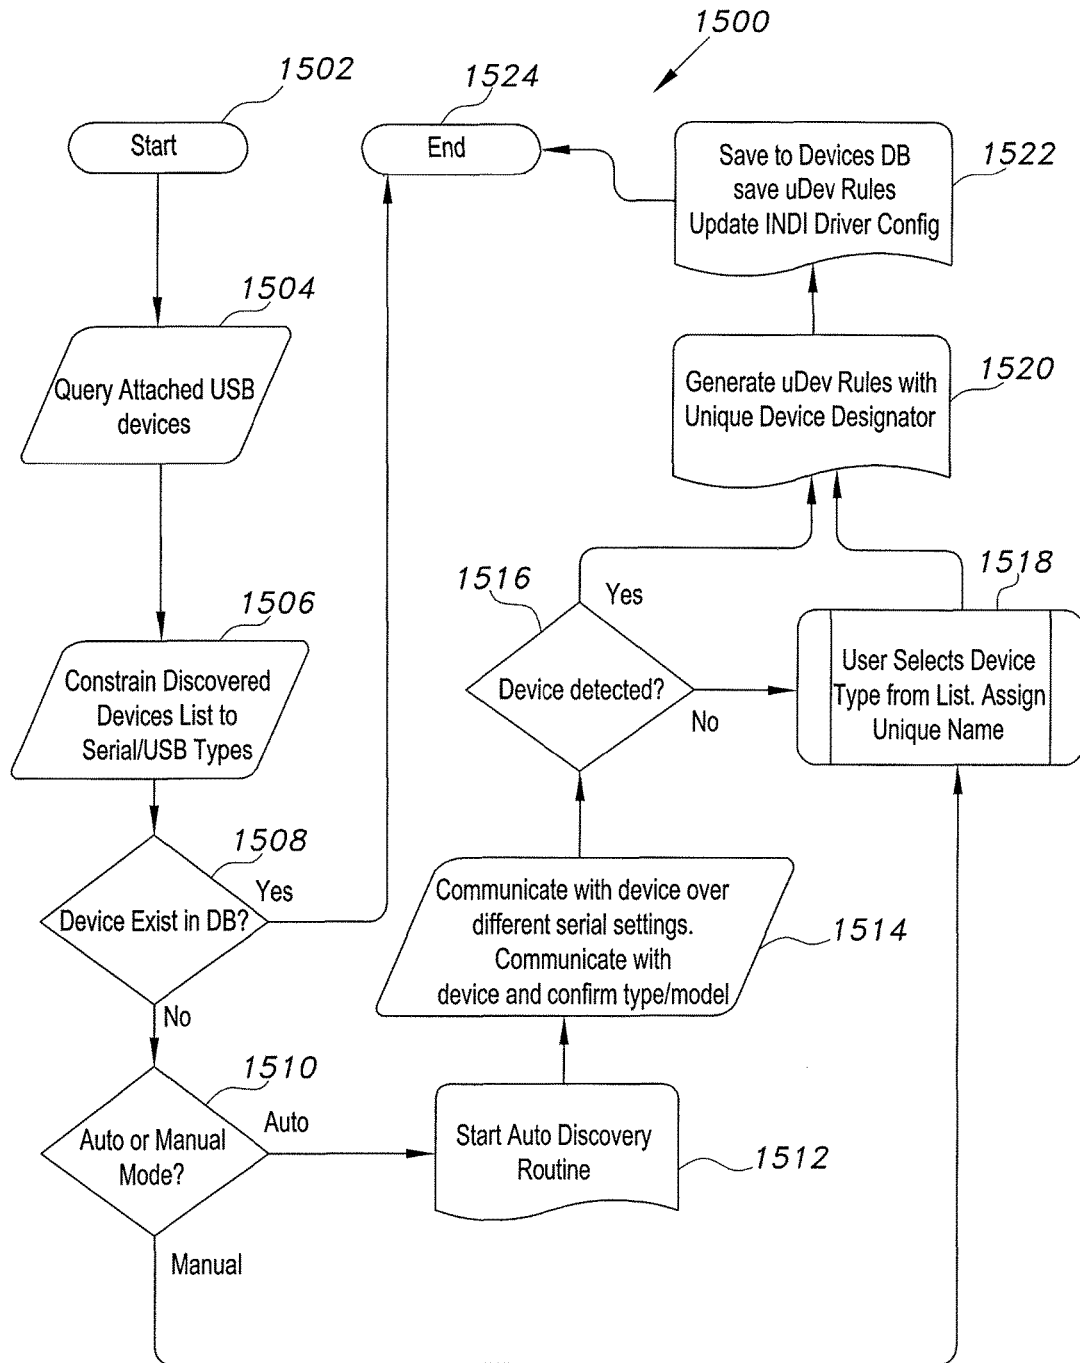 1500
1502
Start
1524
End
1522
Save to Devices DB
save uDev Rules
Update INDI Driver Config
1504
Query Attached USB
devices
1520
Generate uDev Rules with
Unique Device Designator
1506
Constrain Discovered
Devices List to
Serial/USB Types
1516
Yes
Device detected?
No
1518
User Selects Device
Type from List. Assign
Unique Name
1508
Yes
Device Exist in DB?
No
1514
Communicate with device over
different serial settings.
Communicate with
device and confirm type/model
1510
Auto
Auto or Manual
Mode?
Manual
1512
Start Auto Discovery
Routine